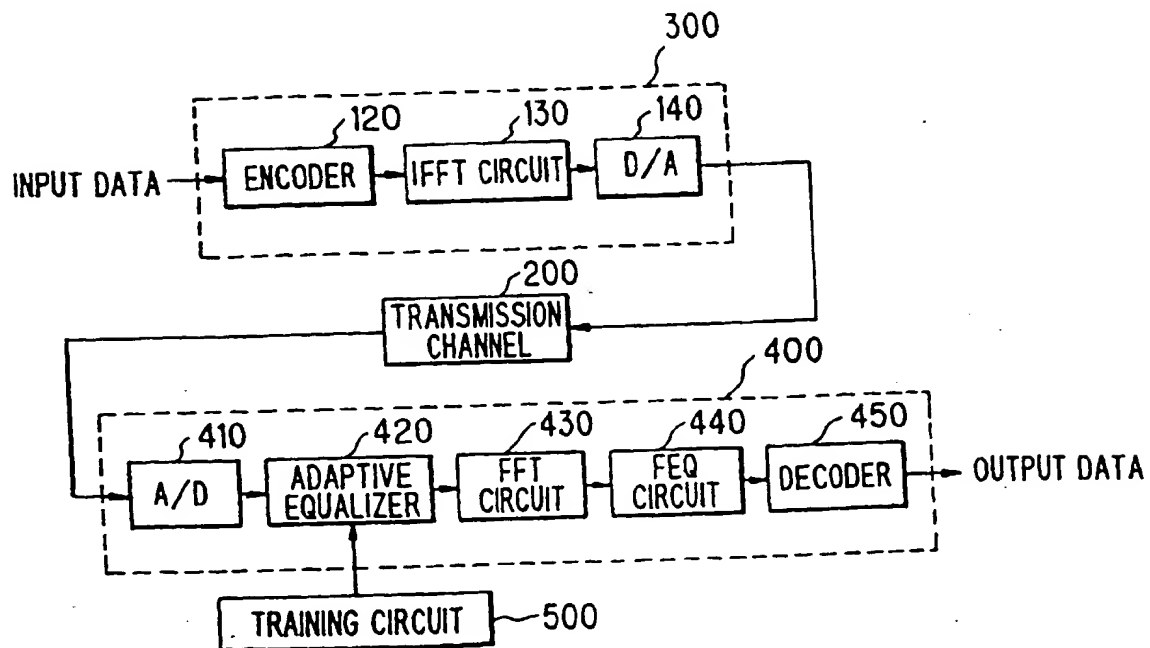 300
120
130
140
INPUT DATA
ENCODER
IFFT CIRCUIT
D/A
200
TRANSMISSION
CHANNEL
400
410
420
430
440
450
A/D
ADAPTIVE
EQUALIZER
FFT
CIRCUIT
FEQ
CIRCUIT
DECODER
OUTPUT DATA
TRAINING CIRCUIT
500